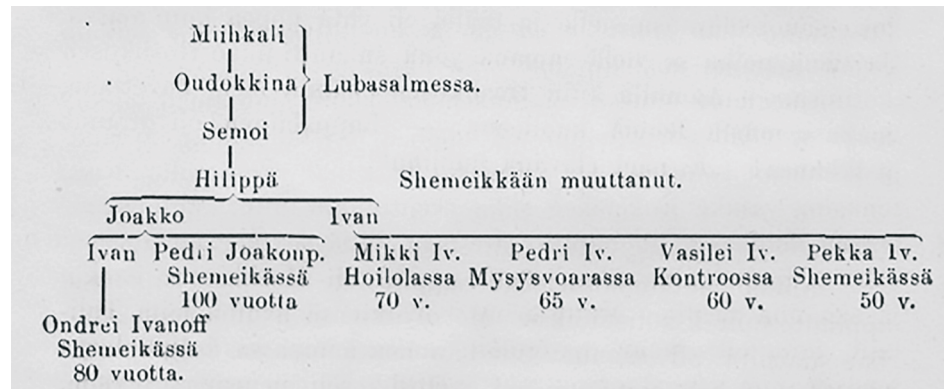 Miihkali
Oudokkina
Lubasalmessa.
Semoi
Hilippä Shemeikkään muuttanut.
Joakko Ivan
Ivan Pedri Joakonp. Mikki Iv. Pedri Iv. Vasilei Iv. Pekka Iv.
Shemeikässä Hoilolassa Mysysvourassa Kontroossa Shemeikässä
100 vuotta 70 v. 65 v. 60 v. 50 v.
Ondrei Ivanoff
Shemeikässä
80 vuotta.